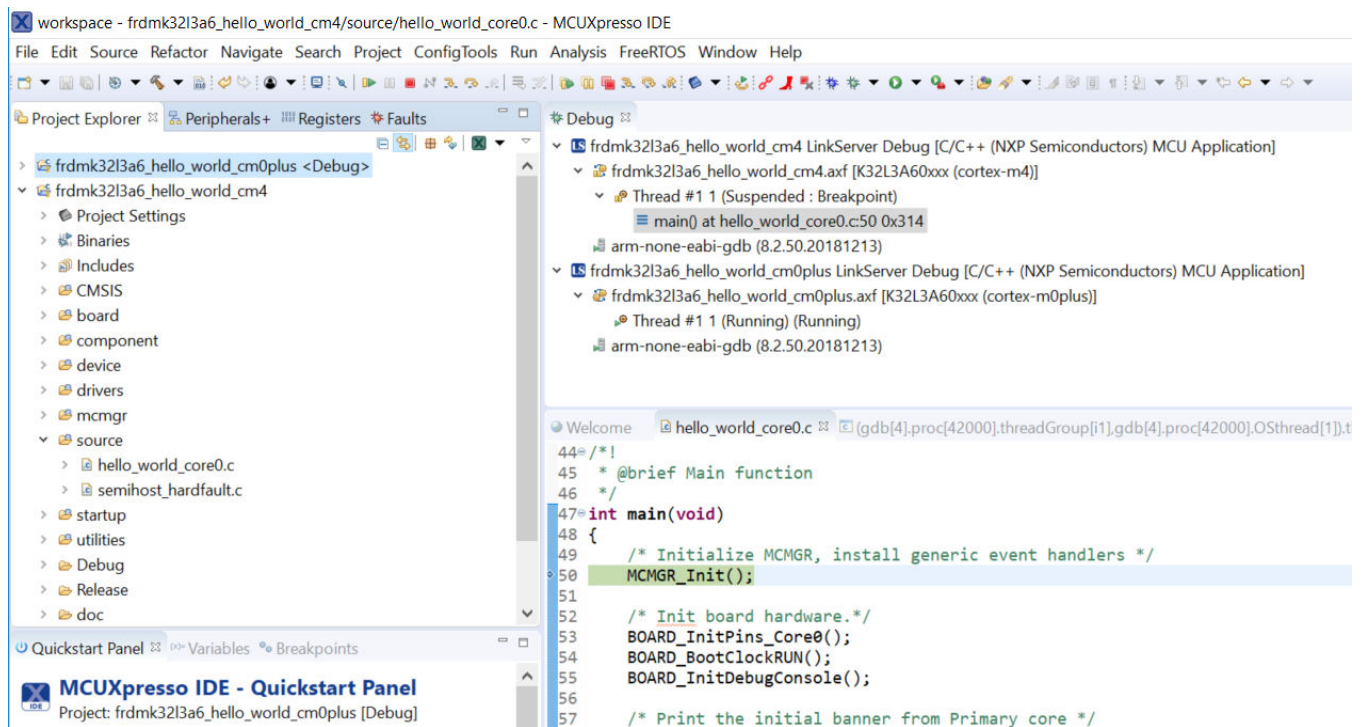 workspace - frdmk32l3a6_hello_world_cm4/source/hello_world_core0.c - MCUXpresso IDE
File Edit Source Refactor Navigate Search Project ConfigTools Run Analysis FreeRTOS Window Help
Project Explorer Peripherals+ Registers Faults
frdmk32l3a6_hello_world_cm0plus <Debug>
frdmk32l3a6_hello_world_cm4
Project Settings
Binaries
Includes
CMSIS
board
component
device
drivers
mcmgr
source
hello_world_core0.c
semihost_hardfault.c
startup
utilities
Debug
Release
doc
Quickstart Panel (x)= Variables Breakpoints
IDE
MCUXpresso IDE - Quickstart Panel
Project: frdmk32l3a6_hello_world_cm0plus [Debug]
Debug
LS frdmk32l3a6_hello_world_cm4 LinkServer Debug [C/C++ (NXP Semiconductors) MCU Application]
frdmk32l3a6_hello_world_cm4.axf [K32L3A60xxx (cortex-m4)]
Thread #1 1 (Suspended : Breakpoint)
main() at hello_world_core0.c:50 0x314
arm-none-eabi-gdb (8.2.50.20181213)
LS frdmk32l3a6_hello_world_cm0plus LinkServer Debug [C/C++ (NXP Semiconductors) MCU Application]
frdmk32l3a6_hello_world_cm0plus.axf [K32L3A60xxx (cortex-m0plus)]
Thread #1 1 (Running) (Running)
arm-none-eabi-gdb (8.2.50.20181213)
Welcome hello_world_core0.c (gdb[4].proc[42000].threadGroup[i1],gdb[4].proc[42000].OSthread[1]).t
44 /*!
45 * @brief Main function
46 */
47 int main(void)
48 {
49 /* Initialize MCMGR, install generic event handlers */
50 MCMGR_Init();
51
52 /* Init board hardware.*/
53 BOARD_InitPins_Core0();
54 BOARD_BootClockRUN();
55 BOARD_InitDebugConsole();
56
57 /* Print the initial banner from Primary core */